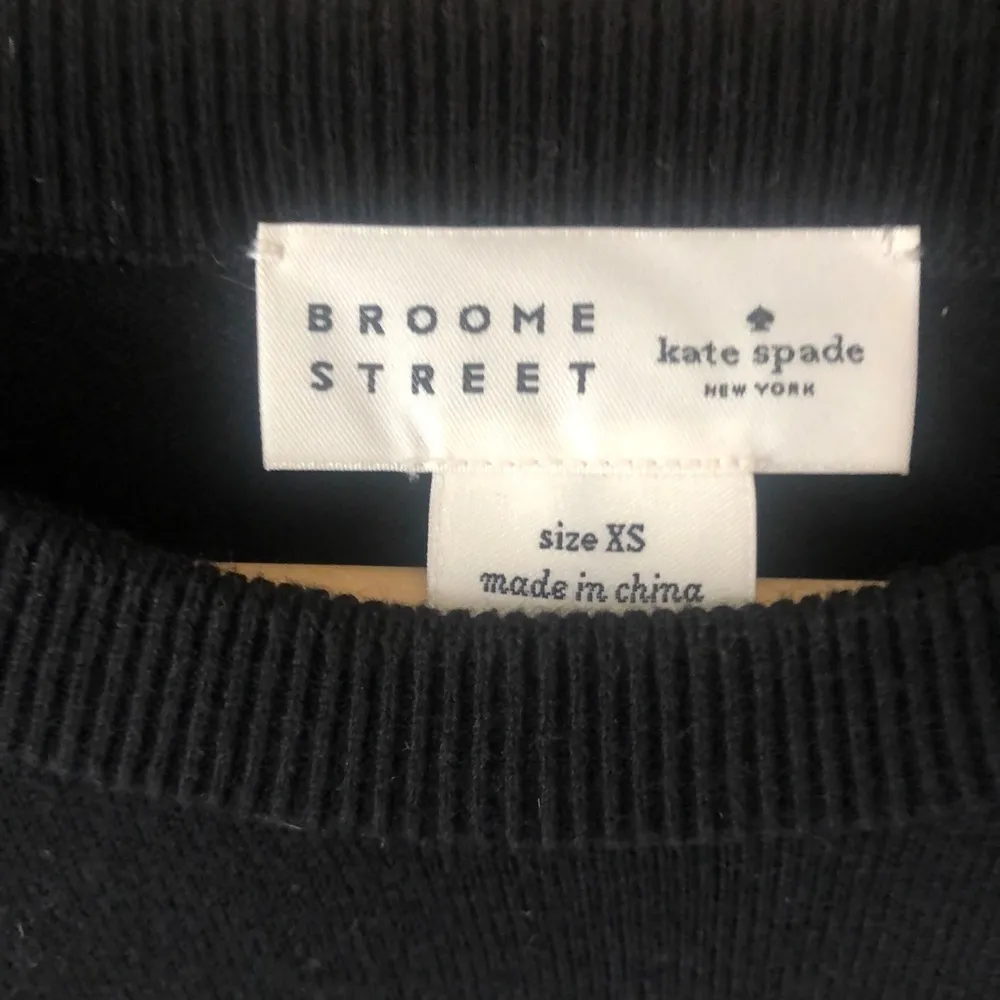 BROOME
STREET
kate spade
NEW YORK
size XS
made in china